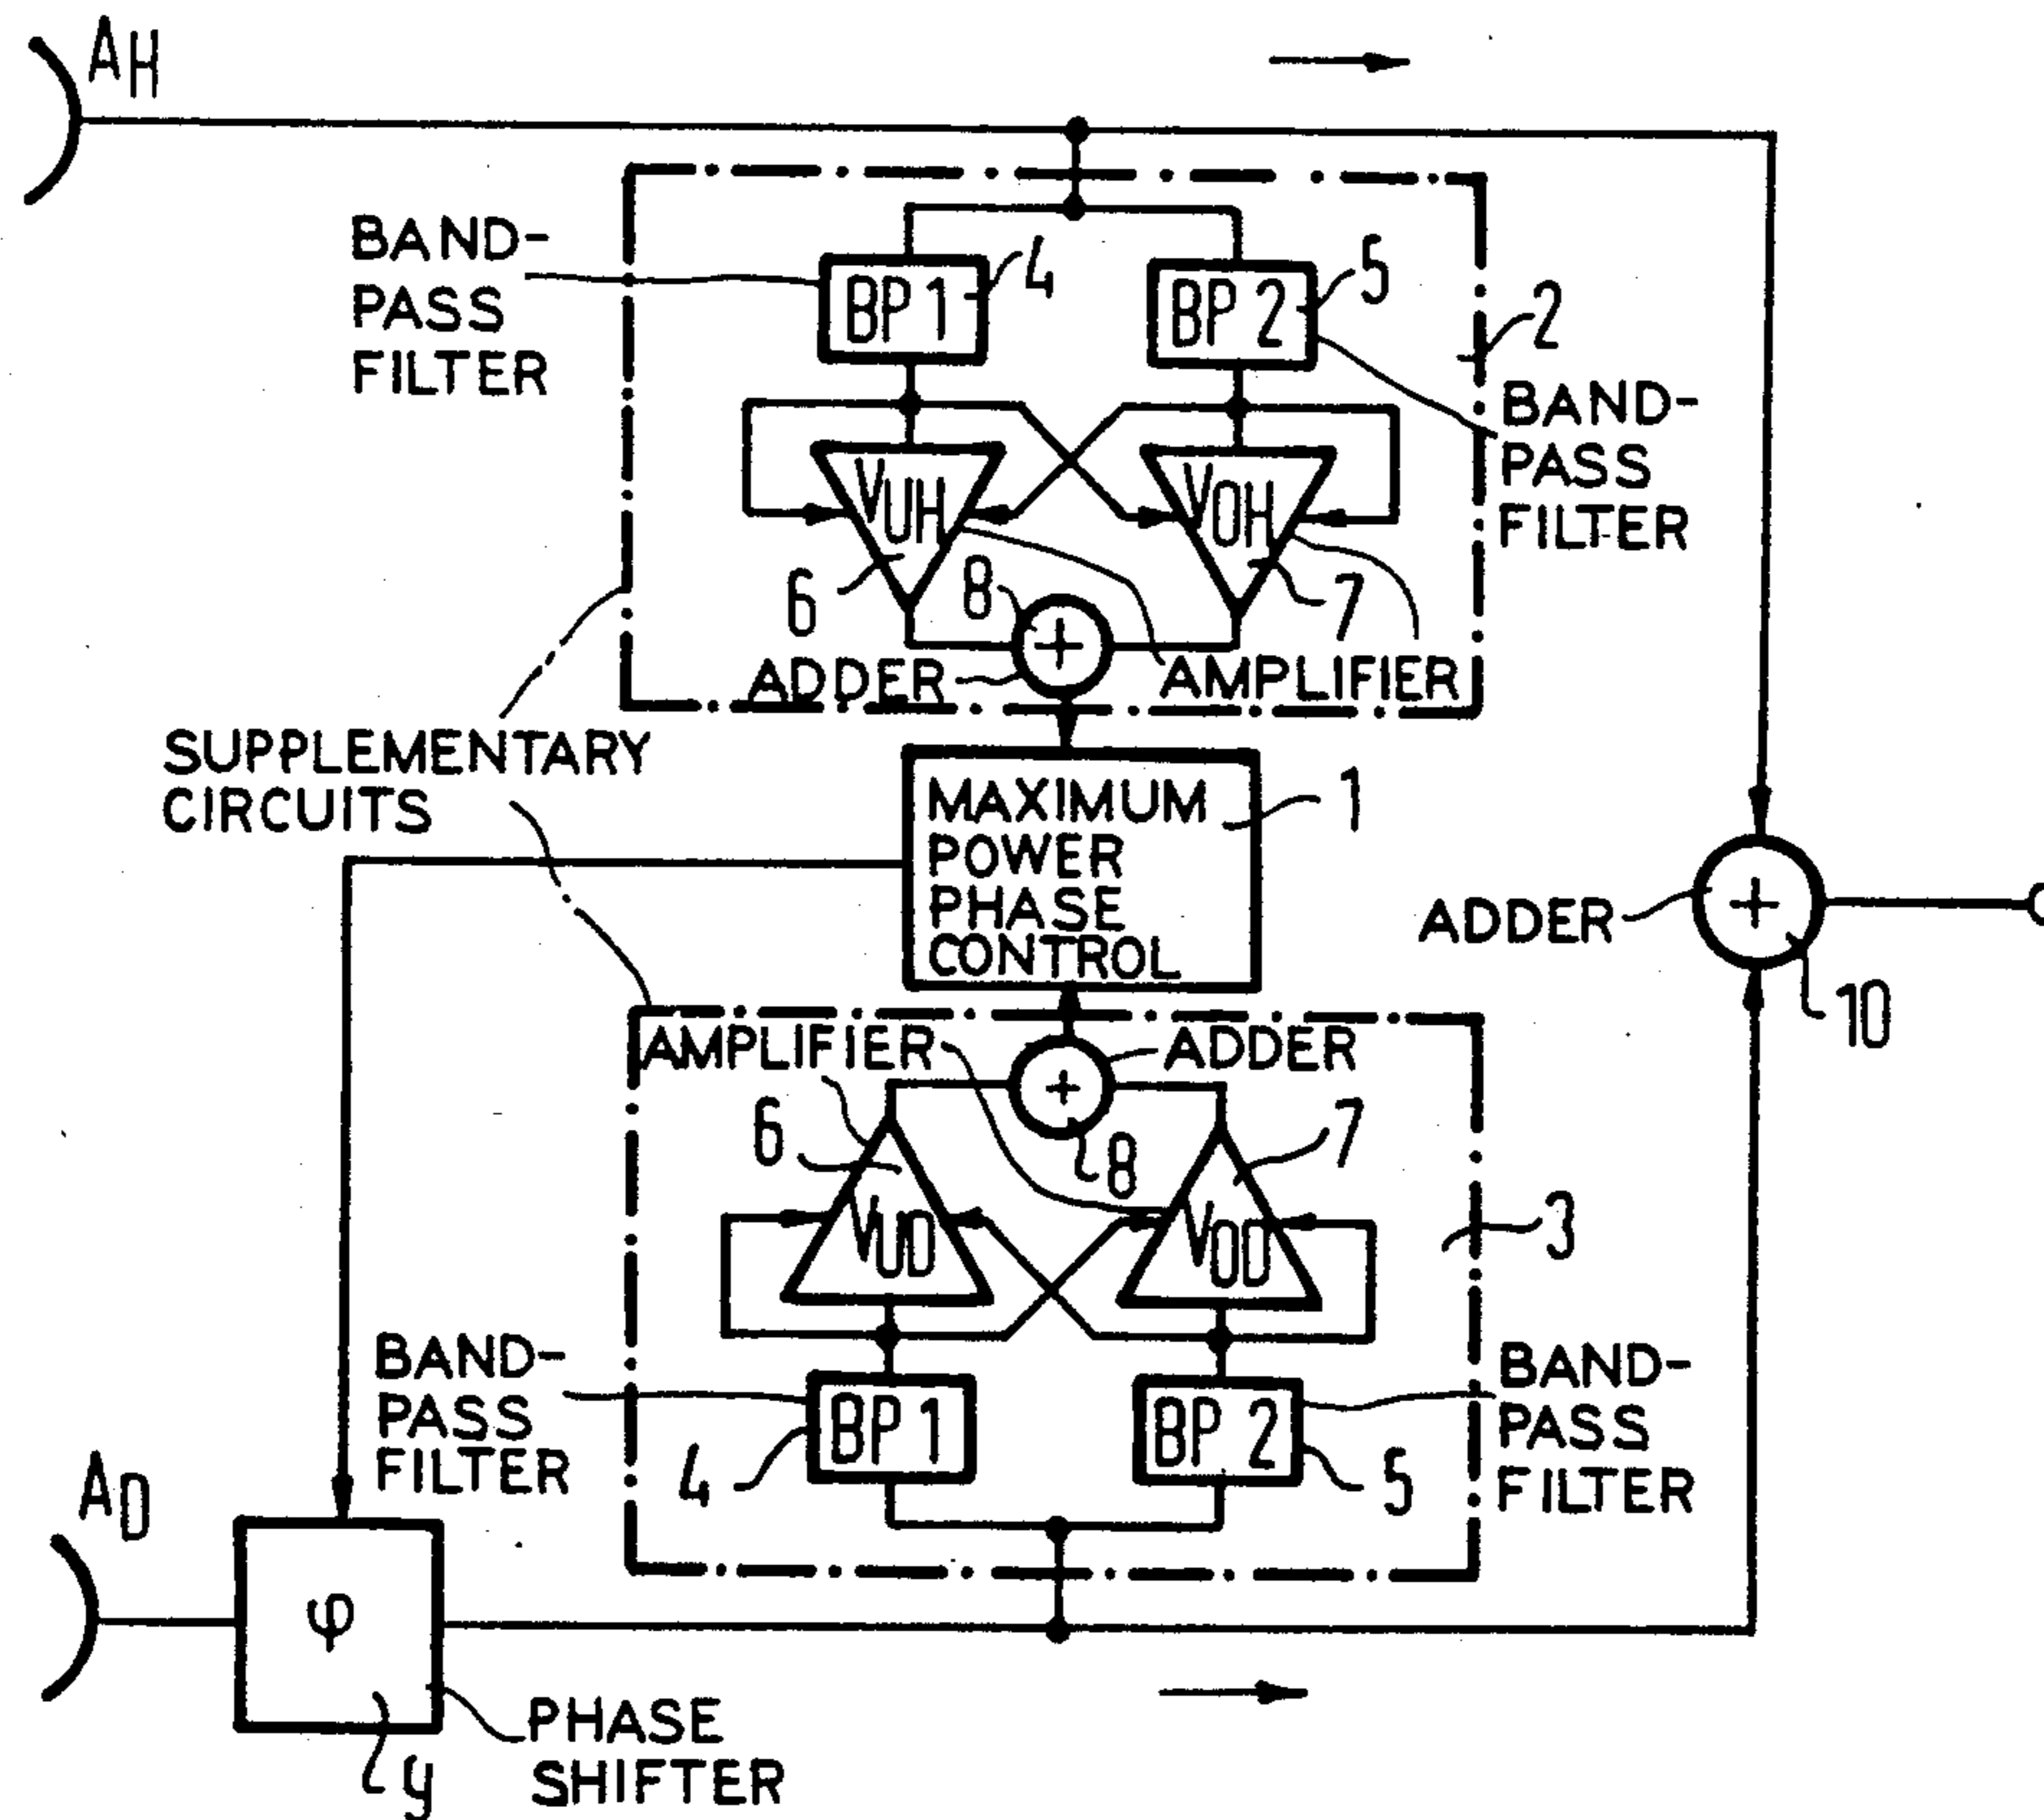 AH
BAND-
PASS
FILTER
BP 1
4
BP 2
5
2
BAND-
PASS
FILTER
VUH
VOH
6
8
7
ADDER
AMPLIFIER
SUPPLEMENTARY
CIRCUITS
MAXIMUM
POWER
PHASE
CONTROL
1
ADDER
+
+
10
AMPLIFIER
ADDER
+
6
8
7
VUD
VOD
3
BAND-
PASS
FILTER
BP 1
4
BP 2
5
BAND-
PASS
FILTER
AD
φ
PHASE
SHIFTER
y